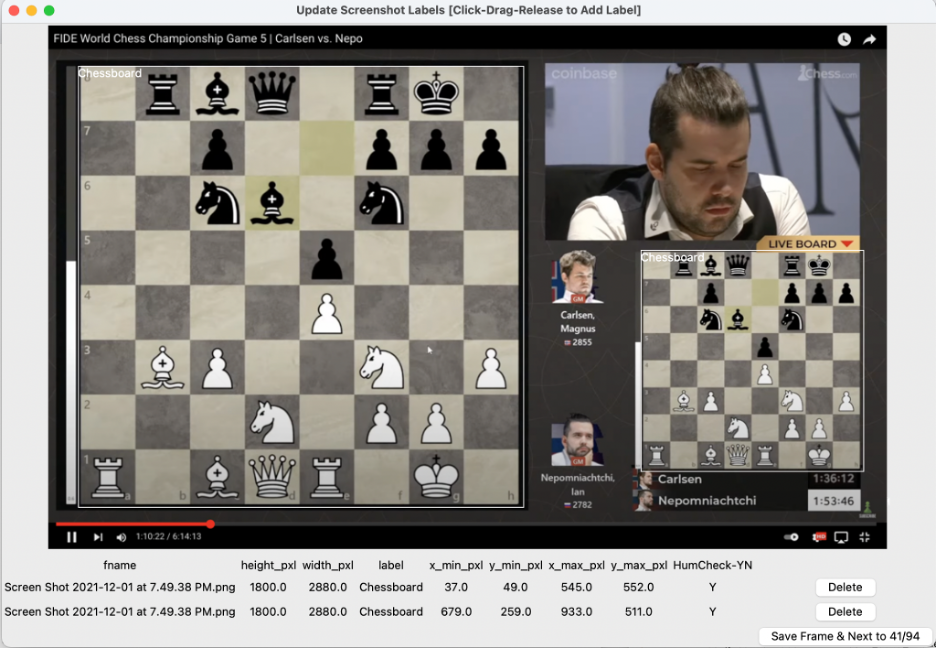 Update Screenshot Labels [Click-Drag-Release to Add Label]
FIDE World Chess Championship Game 5 | Carlsen vs. Nepo
Chessboard
7
6
5
4
3
2
1
a b d e f g h
coinbase
Chess.com
LIVE BOARD
Chessboard
GM
Carlsen,
Magnus
2855
GM
Nepomniachtchi,
Ian
2782
Carlsen 1:36:12
Nepomniachtchi 1:53:46
1:10:22 / 6:14:13
fname height_pxl width_pxl label x_min_pxl y_min_pxl x_max_pxl y_max_pxl HumCheck-YN
Screen Shot 2021-12-01 at 7.49.38 PM.png 1800.0 2880.0 Chessboard 37.0 49.0 545.0 552.0 Y Delete
Screen Shot 2021-12-01 at 7.49.38 PM.png 1800.0 2880.0 Chessboard 679.0 259.0 933.0 511.0 Y Delete
Save Frame & Next to 41/94